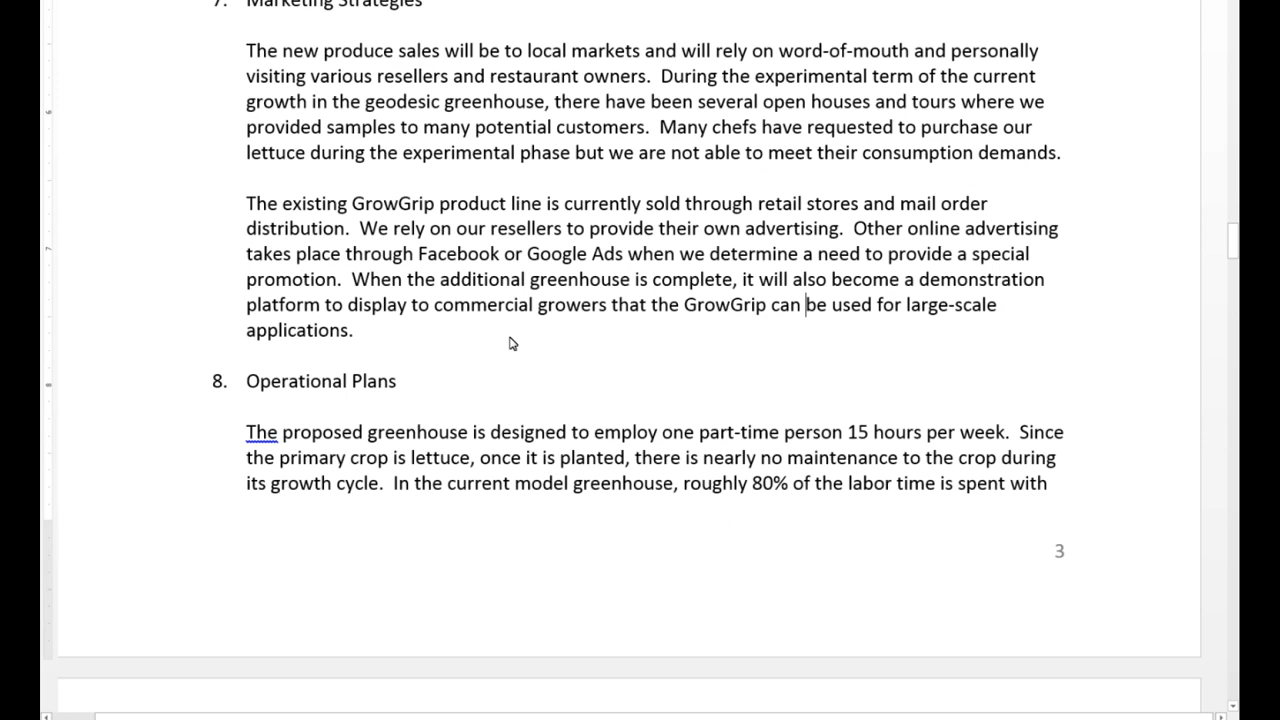 7. Marketing Strategies
The new produce sales will be to local markets and will rely on word-of-mouth and personally
visiting various resellers and restaurant owners.  During the experimental term of the current
growth in the geodesic greenhouse, there have been several open houses and tours where we
provided samples to many potential customers.  Many chefs have requested to purchase our
lettuce during the experimental phase but we are not able to meet their consumption demands.
The existing GrowGrip product line is currently sold through retail stores and mail order
distribution.  We rely on our resellers to provide their own advertising.  Other online advertising
takes place through Facebook or Google Ads when we determine a need to provide a special
promotion.  When the additional greenhouse is complete, it will also become a demonstration
platform to display to commercial growers that the GrowGrip can be used for large-scale
applications.
8. Operational Plans
The proposed greenhouse is designed to employ one part-time person 15 hours per week.  Since
the primary crop is lettuce, once it is planted, there is nearly no maintenance to the crop during
its growth cycle.  In the current model greenhouse, roughly 80% of the labor time is spent with
3